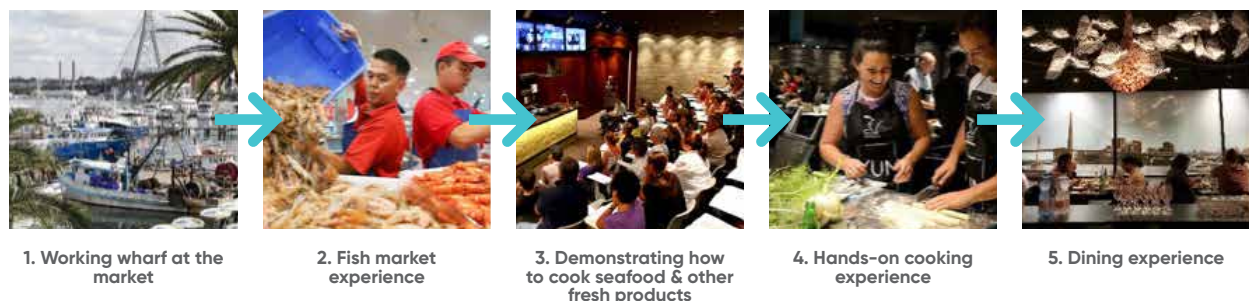 1. Working wharf at the
market
2. Fish market
experience
3. Demonstrating how
to cook seafood & other
fresh products
4. Hands-on cooking
experience
5. Dining experience
YUM